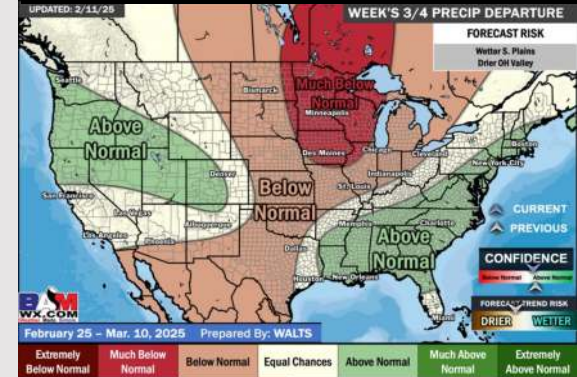 UPDATED: 2/11/25
WEEK'S 3/4 PRECIP DEPARTURE
FORECAST RISK
Wetter S. Plains
Drier OH Valley
Seattle
Bismarck
Much Below
Normal
Minneapolis
Above
Normal
Boston
Des Moines
Chicago
Cleveland
New York City
Denver
Indianapolis
San Francisco
Below
Normal
St. Louis
Las Vegas
Los Angeles
Albuquerque
Phoenix
Memphis
Charlotte
Above
Normal
Dallas
Houston
New Orleans
Miami
CURRENT
PREVIOUS
CONFIDENCE
Below Normal
Above Normal
FORECAST TREND RISK
DRIER
WETTER
BAM
WX.COM
February 25 - Mar. 10, 2025 Prepared By: WALTS
Extremely
Below Normal
Much Below
Normal
Below Normal
Equal Chances
Above Normal
Much Above
Normal
Extremely
Above Normal